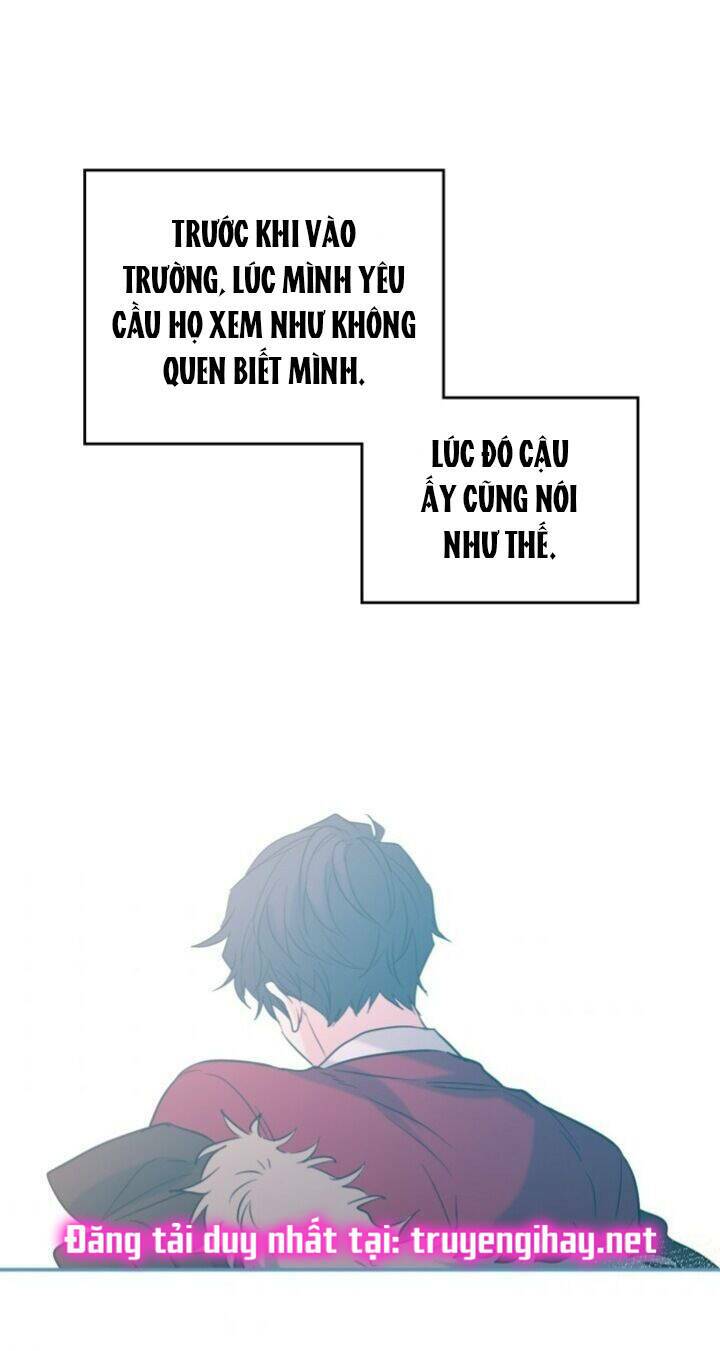 TRƯỚC KHI VÀO
TRƯỜNG, LÚC MÌNH YÊU
CẦU HỌ XEM NHƯ KHÔNG
QUEN BIẾT MÌNH.
LÚC ĐÓ CẬU
ẤY CŨNG NÓI
NHƯ THẾ.
Đăng tải duy nhất tại: truyengihay.net